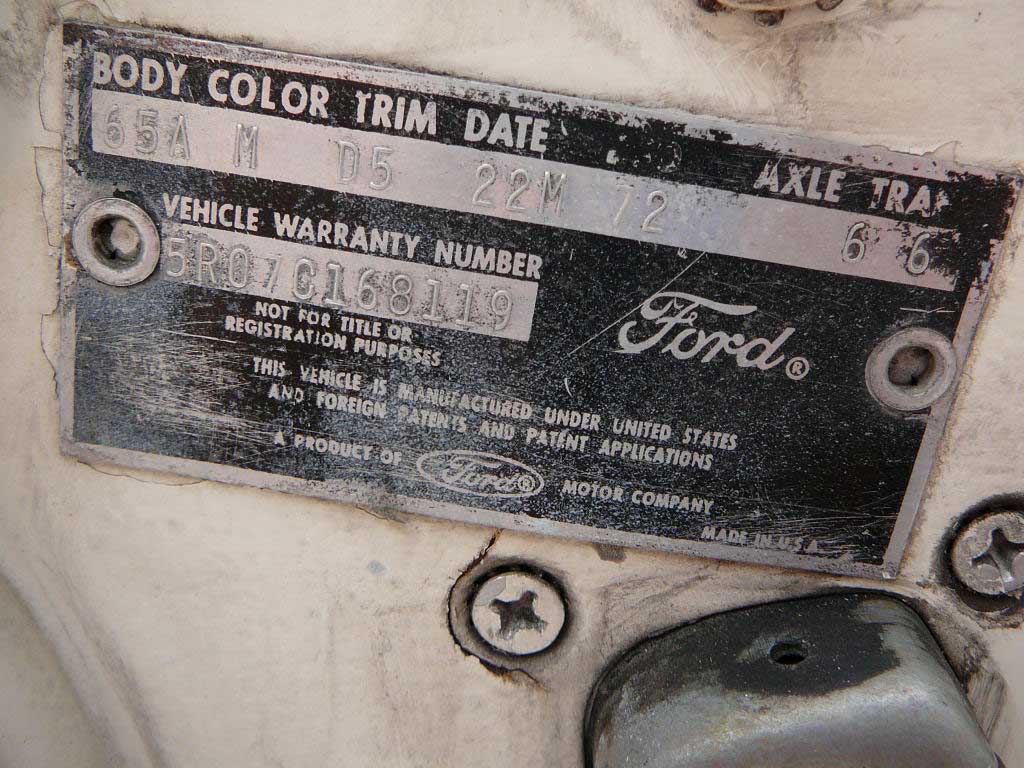 BODY COLOR TRIM DATE AXLE TRA
65A M D5 22M 72 6 6
VEHICLE WARRANTY NUMBER
5R07C168119
NOT FOR TITLE OR
REGISTRATION PURPOSES
Ford®
THIS VEHICLE IS MANUFACTURED UNDER UNITED STATES
AND FOREIGN PATENTS AND PATENT APPLICATIONS
A PRODUCT OF Ford® MOTOR COMPANY
MADE IN U.S.A.